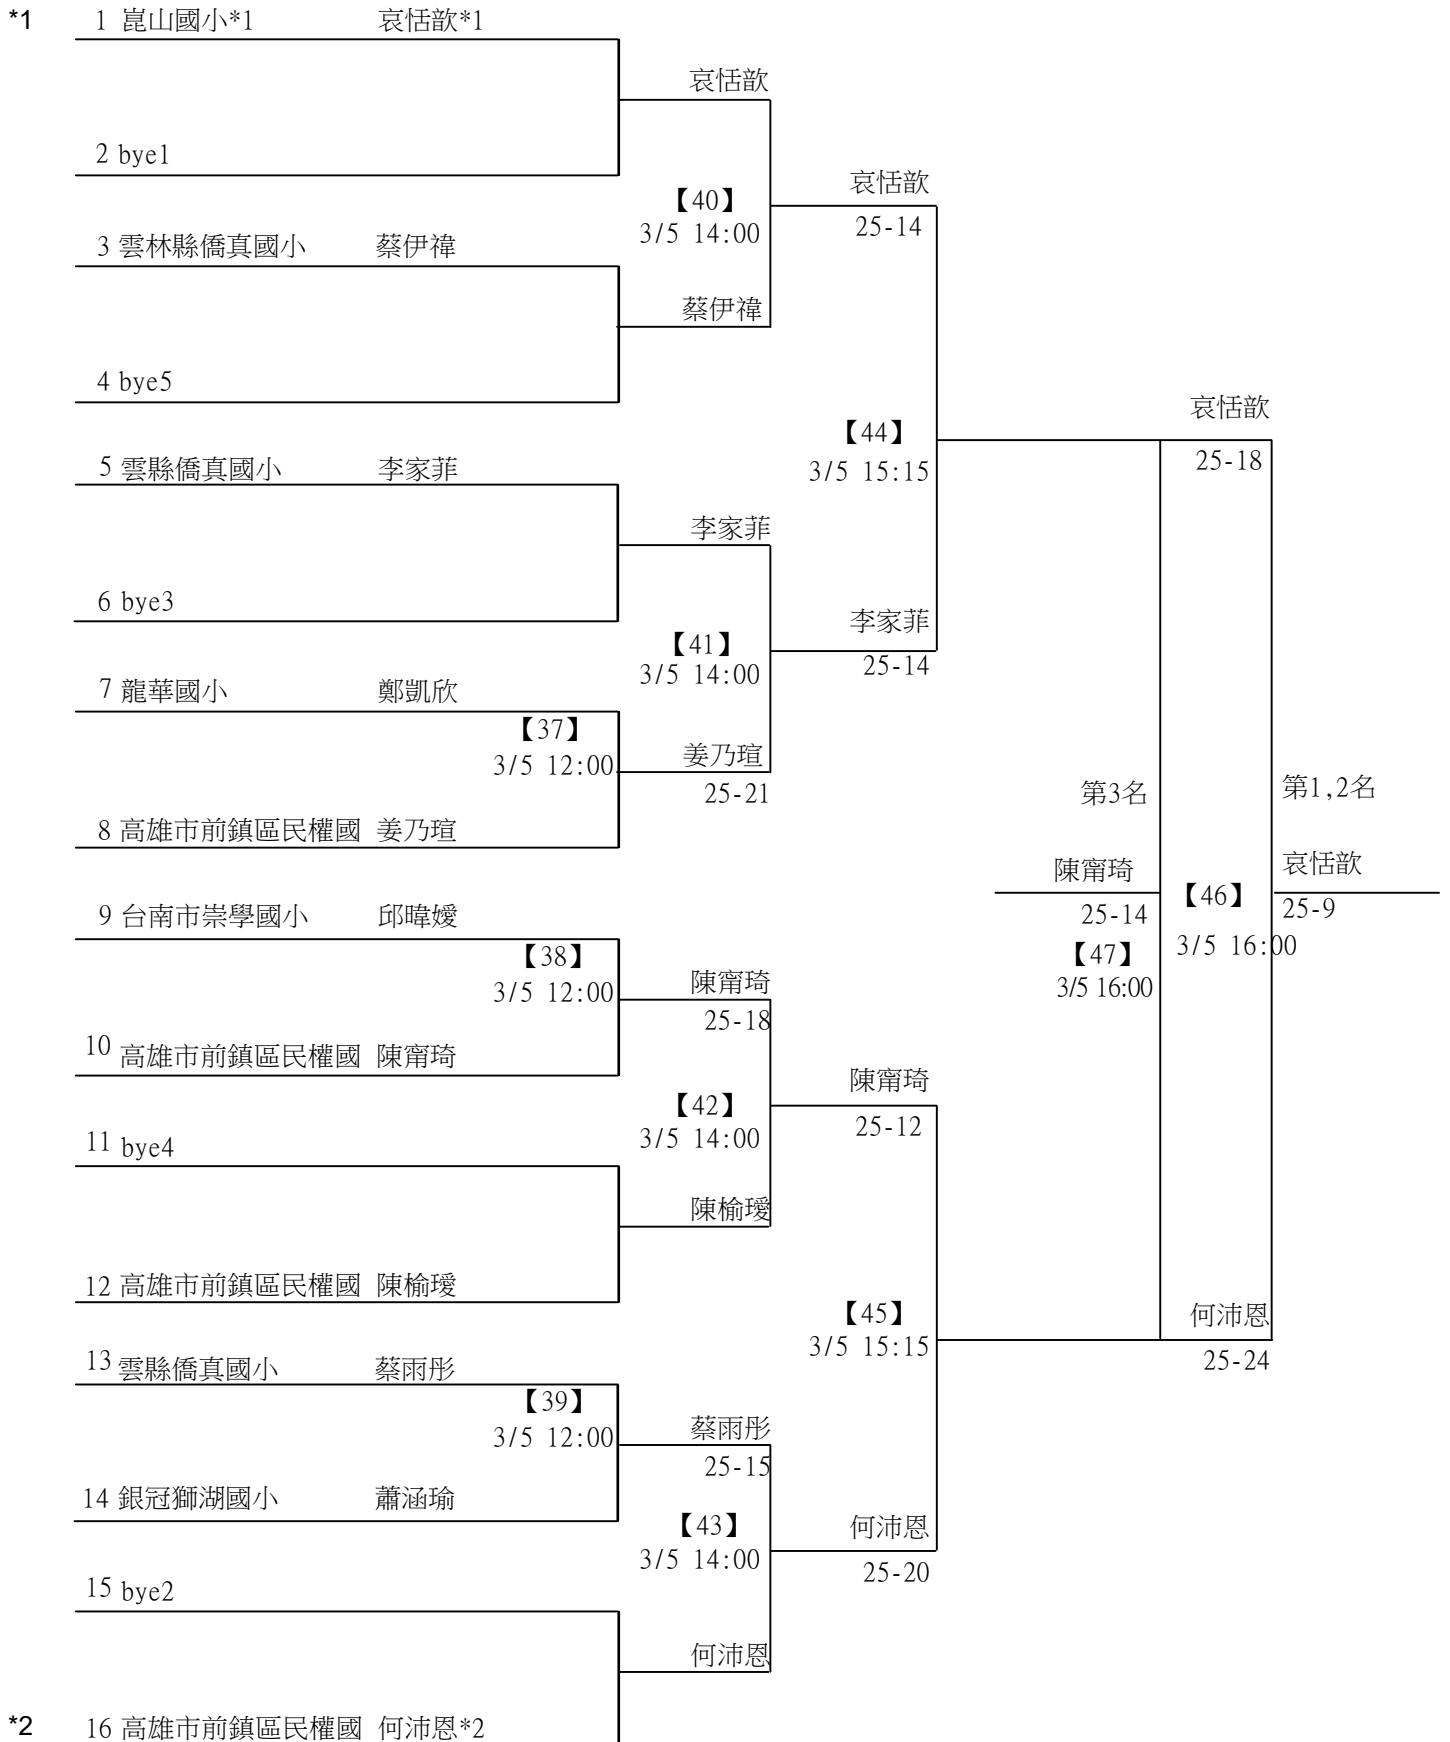 *1 1 崑山國小*1 哀恬歆*1
哀恬歆
2 bye1
哀恬歆
【40】
25-14
3/5 14:00
3 雲林縣僑真國小 蔡伊禕
蔡伊禕
4 bye5
哀恬歆
【44】
25-18
3/5 15:15
5 雲縣僑真國小 李家菲
李家菲
6 bye3
李家菲
【41】
25-14
3/5 14:00
7 龍華國小 鄭凱欣
【37】
3/5 12:00
姜乃瑄
25-21
第3名
第1,2名
8 高雄市前鎮區民權國 姜乃瑄
陳甯琦
哀恬歆
【46】
25-14
25-9
9 台南市崇學國小 邱暐嬡
【47】
3/5 16:00
3/5 16:00
【38】
3/5 12:00
陳甯琦
25-18
10 高雄市前鎮區民權國 陳甯琦
陳甯琦
【42】
25-12
3/5 14:00
11 bye4
陳榆璦
12 高雄市前鎮區民權國 陳榆璦
【45】
何沛恩
3/5 15:15
25-24
13 雲縣僑真國小 蔡雨彤
【39】
3/5 12:00
蔡雨彤
25-15
14 銀冠獅湖國小 蕭涵瑜
【43】
何沛恩
3/5 14:00
25-20
15 bye2
何沛恩
*2 16 高雄市前鎮區民權國 何沛恩*2